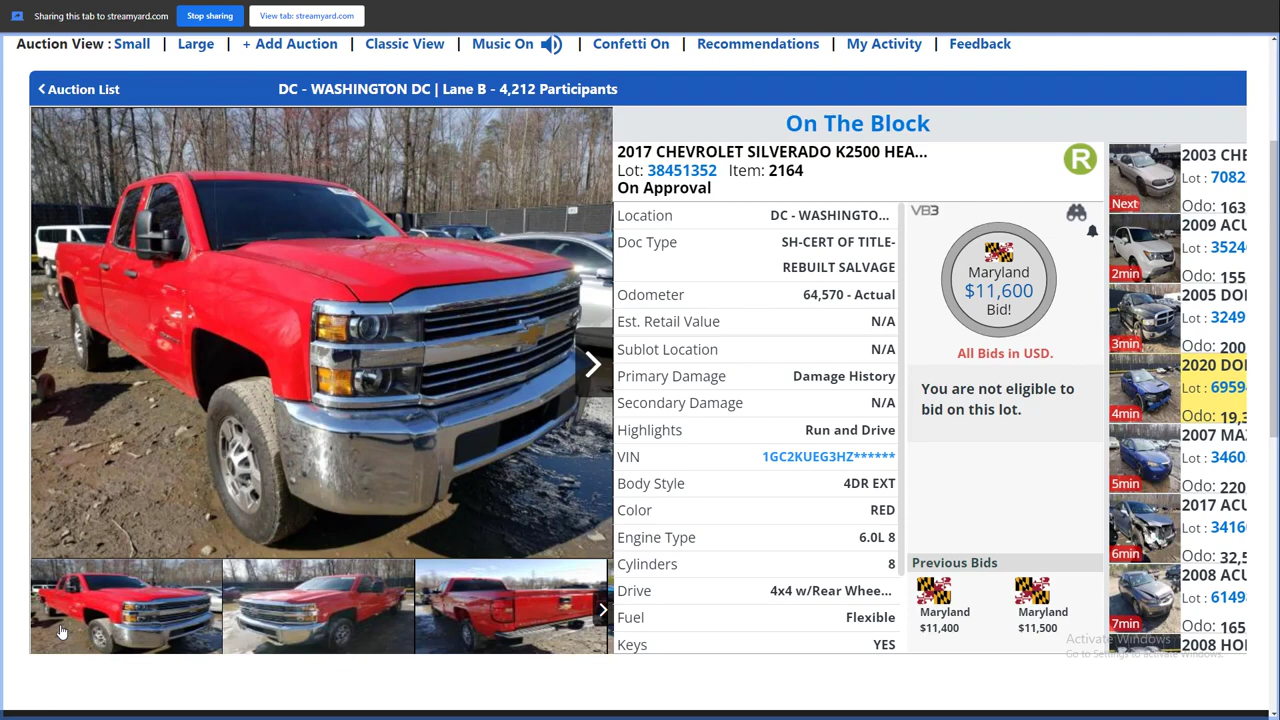 Sharing this tab to streamyard.com
Stop sharing
View tab: streamyard.com
Auction View : Small | Large | + Add Auction | Classic View | Music On | Confetti On | Recommendations | My Activity | Feedback
Auction List
DC - WASHINGTON DC | Lane B - 4,212 Participants
On The Block
2017 CHEVROLET SILVERADO K2500 HEA...
Lot: 38451352 Item: 2164
On Approval
R
Location DC - WASHINGTO...
Doc Type SH-CERT OF TITLE-
REBUILT SALVAGE
Odometer 64,570 - Actual
Est. Retail Value N/A
Sublot Location N/A
Primary Damage Damage History
Secondary Damage N/A
Highlights Run and Drive
VIN 1GC2KUEG3HZ******
Body Style 4DR EXT
Color RED
Engine Type 6.0L 8
Cylinders 8
Drive 4x4 w/Rear Whee...
Fuel Flexible
Keys YES
VB3
Maryland
$11,600
Bid!
All Bids in USD.
You are not eligible to
bid on this lot.
Previous Bids
Maryland
$11,400
Maryland
$11,500
2003 CHE
Lot : 7082
Next
Odo: 163
2009 ACU
Lot : 3524
2min
Odo: 155
2005 DOI
Lot : 3249
3min
Odo: 200
2020 DOI
Lot : 6959
4min
Odo: 19,3
2007 MA
Lot : 3460
5min
Odo: 220
2017 ACU
Lot : 3416
6min
Odo: 32,5
2008 ACU
Lot : 6149
7min
Odo: 165
2008 HO
Activate Windows
Go to Settings to activate Windows.